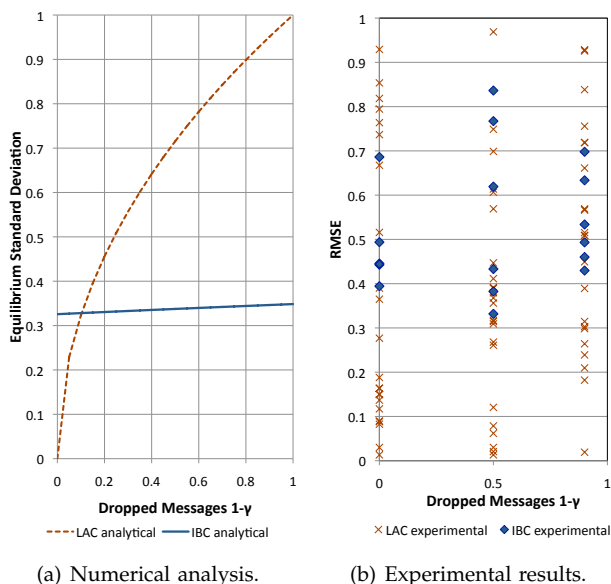 1
0.9
0.8
0.7
0.6
0.5
0.4
0.3
0.2
0.1
0
Equilibrium Standard Deviation
0 0.2 0.4 0.6 0.8 1
Dropped Messages 1-γ
LAC analytical IBC analytical
(a) Numerical analysis.
1
0.9
0.8
0.7
0.6
0.5
0.4
0.3
0.2
0.1
0
RMSE
0 0.5 1
Dropped Messages 1-γ
LAC experimental IBC experimental
(b) Experimental results.